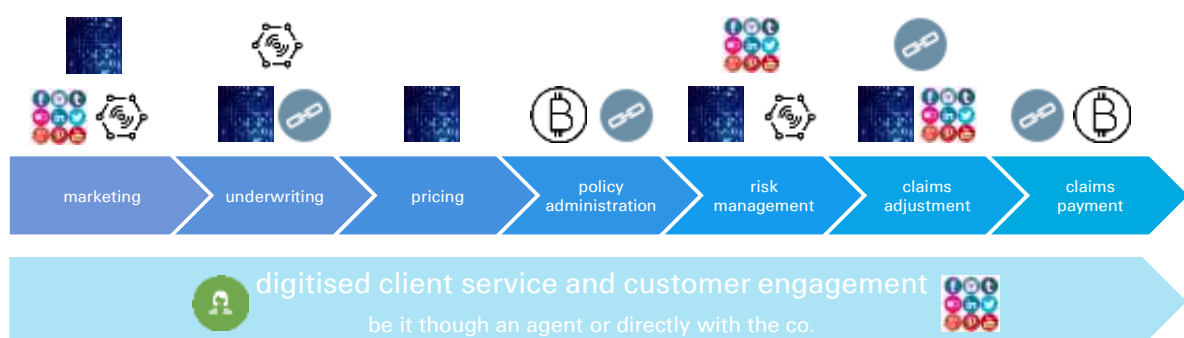 marketing
underwriting
pricing
policy
administration
risk
management
claims
adjustment
claims
payment
digitised client service and customer engagement
be it though an agent or directly with the co.